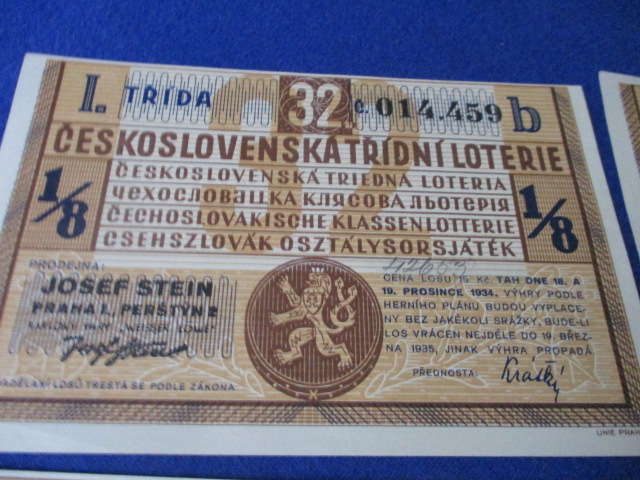 I. TŘÍDA 32. č 014.459 b
ČESKOSLOVENSKÁ TŘÍDNÍ LOTERIE
ČESKOSLOVENSKÁ TRIEDNA LOTERIA
ЧЕХОСЛОВАЦКА КЛЯСОВА ЛЬОТЕРІЯ
ČECHOSLOVAKISCHE KLASSENLOTTERIE
CSEHSZLOVÁK OSZTÁLYSORSJÁTÉK
1/8
1/8
PRODEJNA:
JOSEF STEIN
PRAHA I., PERŠTÝN
CENA LOSU 15 Kč. TAH DNE 18. A
19. PROSINCE 1934. VÝHRY PODLE
HERNÍHO PLÁNU BUDOU VYPLACE-
NY BEZ JAKÉKOLI SRÁŽKY, BUDE-LI
LOS VRÁCEN NEJDÉLE DO 19. BŘEZ-
NA 1935, JINAK VÝHRA PROPADÁ
PŘEDNOSTA:
PADĚLÁNÍ LOSŮ TRESTÁ SE PODLE ZÁKONA.
UNIE PRAHA